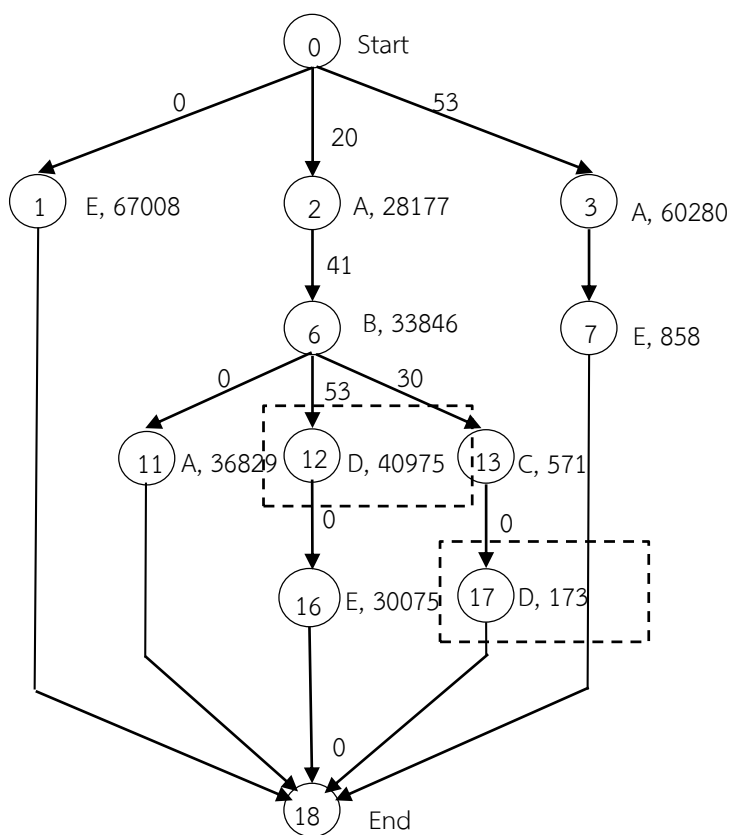 0 Start
0
53
20
1 E, 67008
2 A, 28177
3 A, 60280
41
6 B, 33846
7 E, 858
0
53
30
11 A, 36829
12 D, 40975
13 C, 571
0
0
16 E, 30075
17 D, 173
0
18 End